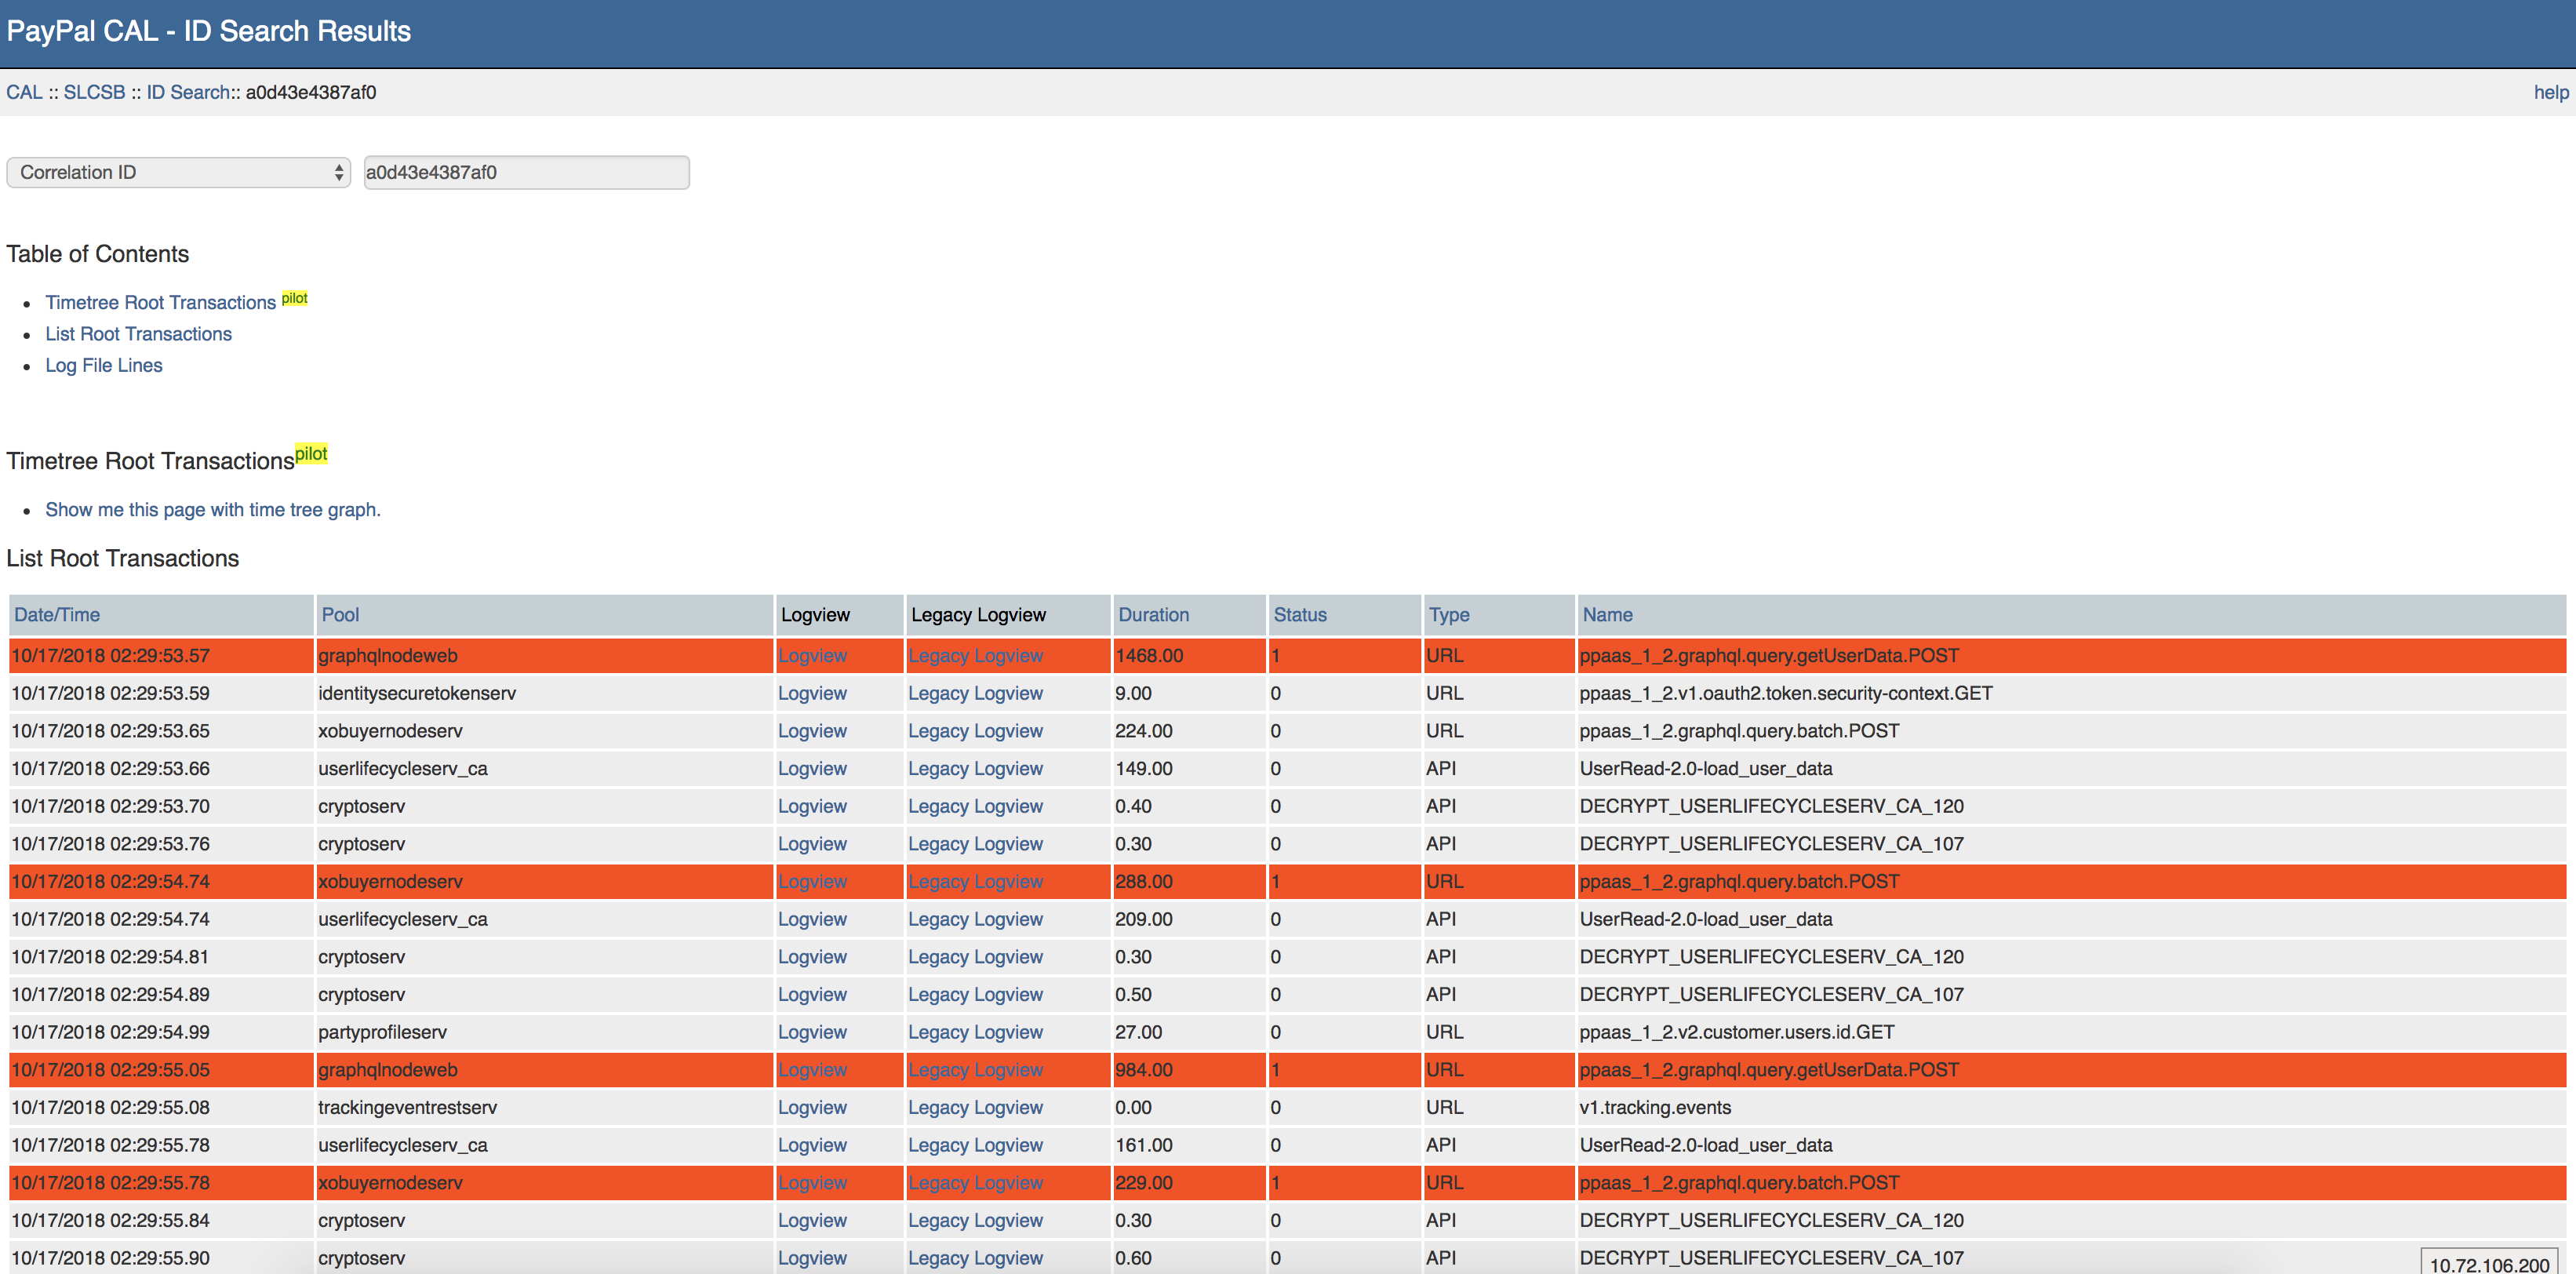 PayPal CAL - ID Search Results
CAL :: SLCSB :: ID Search:: a0d43e4387af0 help
Correlation ID a0d43e4387af0
Table of Contents
Timetree Root Transactions pilot
List Root Transactions
Log File Lines
Timetree Root Transactions pilot
Show me this page with time tree graph.
List Root Transactions
Date/Time Pool Logview Legacy Logview Duration Status Type Name
10/17/2018 02:29:53.57 graphqlnodeweb Logview Legacy Logview 1468.00 1 URL ppaas_1_2.graphql.query.getUserData.POST
10/17/2018 02:29:53.59 identitysecuretokenserv Logview Legacy Logview 9.00 0 URL ppaas_1_2.v1.oauth2.token.security-context.GET
10/17/2018 02:29:53.65 xobuyernodeserv Logview Legacy Logview 224.00 0 URL ppaas_1_2.graphql.query.batch.POST
10/17/2018 02:29:53.66 userlifecycleserv_ca Logview Legacy Logview 149.00 0 API UserRead-2.0-load_user_data
10/17/2018 02:29:53.70 cryptoserv Logview Legacy Logview 0.40 0 API DECRYPT_USERLIFECYCLESERV_CA_120
10/17/2018 02:29:53.76 cryptoserv Logview Legacy Logview 0.30 0 API DECRYPT_USERLIFECYCLESERV_CA_107
10/17/2018 02:29:54.74 xobuyernodeserv Logview Legacy Logview 288.00 1 URL ppaas_1_2.graphql.query.batch.POST
10/17/2018 02:29:54.74 userlifecycleserv_ca Logview Legacy Logview 209.00 0 API UserRead-2.0-load_user_data
10/17/2018 02:29:54.81 cryptoserv Logview Legacy Logview 0.30 0 API DECRYPT_USERLIFECYCLESERV_CA_120
10/17/2018 02:29:54.89 cryptoserv Logview Legacy Logview 0.50 0 API DECRYPT_USERLIFECYCLESERV_CA_107
10/17/2018 02:29:54.99 partyprofileserv Logview Legacy Logview 27.00 0 URL ppaas_1_2.v2.customer.users.id.GET
10/17/2018 02:29:55.05 graphqlnodeweb Logview Legacy Logview 984.00 1 URL ppaas_1_2.graphql.query.getUserData.POST
10/17/2018 02:29:55.08 trackingeventrestserv Logview Legacy Logview 0.00 0 URL v1.tracking.events
10/17/2018 02:29:55.78 userlifecycleserv_ca Logview Legacy Logview 161.00 0 API UserRead-2.0-load_user_data
10/17/2018 02:29:55.78 xobuyernodeserv Logview Legacy Logview 229.00 1 URL ppaas_1_2.graphql.query.batch.POST
10/17/2018 02:29:55.84 cryptoserv Logview Legacy Logview 0.30 0 API DECRYPT_USERLIFECYCLESERV_CA_120
10/17/2018 02:29:55.90 cryptoserv Logview Legacy Logview 0.60 0 API DECRYPT_USERLIFECYCLESERV_CA_107
10.72.106.200